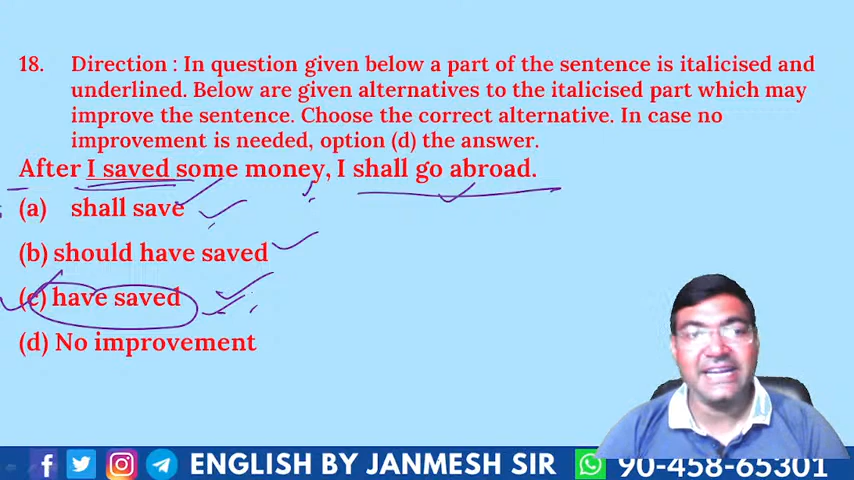 18. Direction : In question given below a part of the sentence is italicised and
underlined. Below are given alternatives to the italicised part which may
improve the sentence. Choose the correct alternative. In case no
improvement is needed, option (d) the answer.
After I saved some money, I shall go abroad.
(a) shall save
(b) should have saved
(c) have saved
(d) No improvement
ENGLISH BY JANMESH SIR 90-458-65301